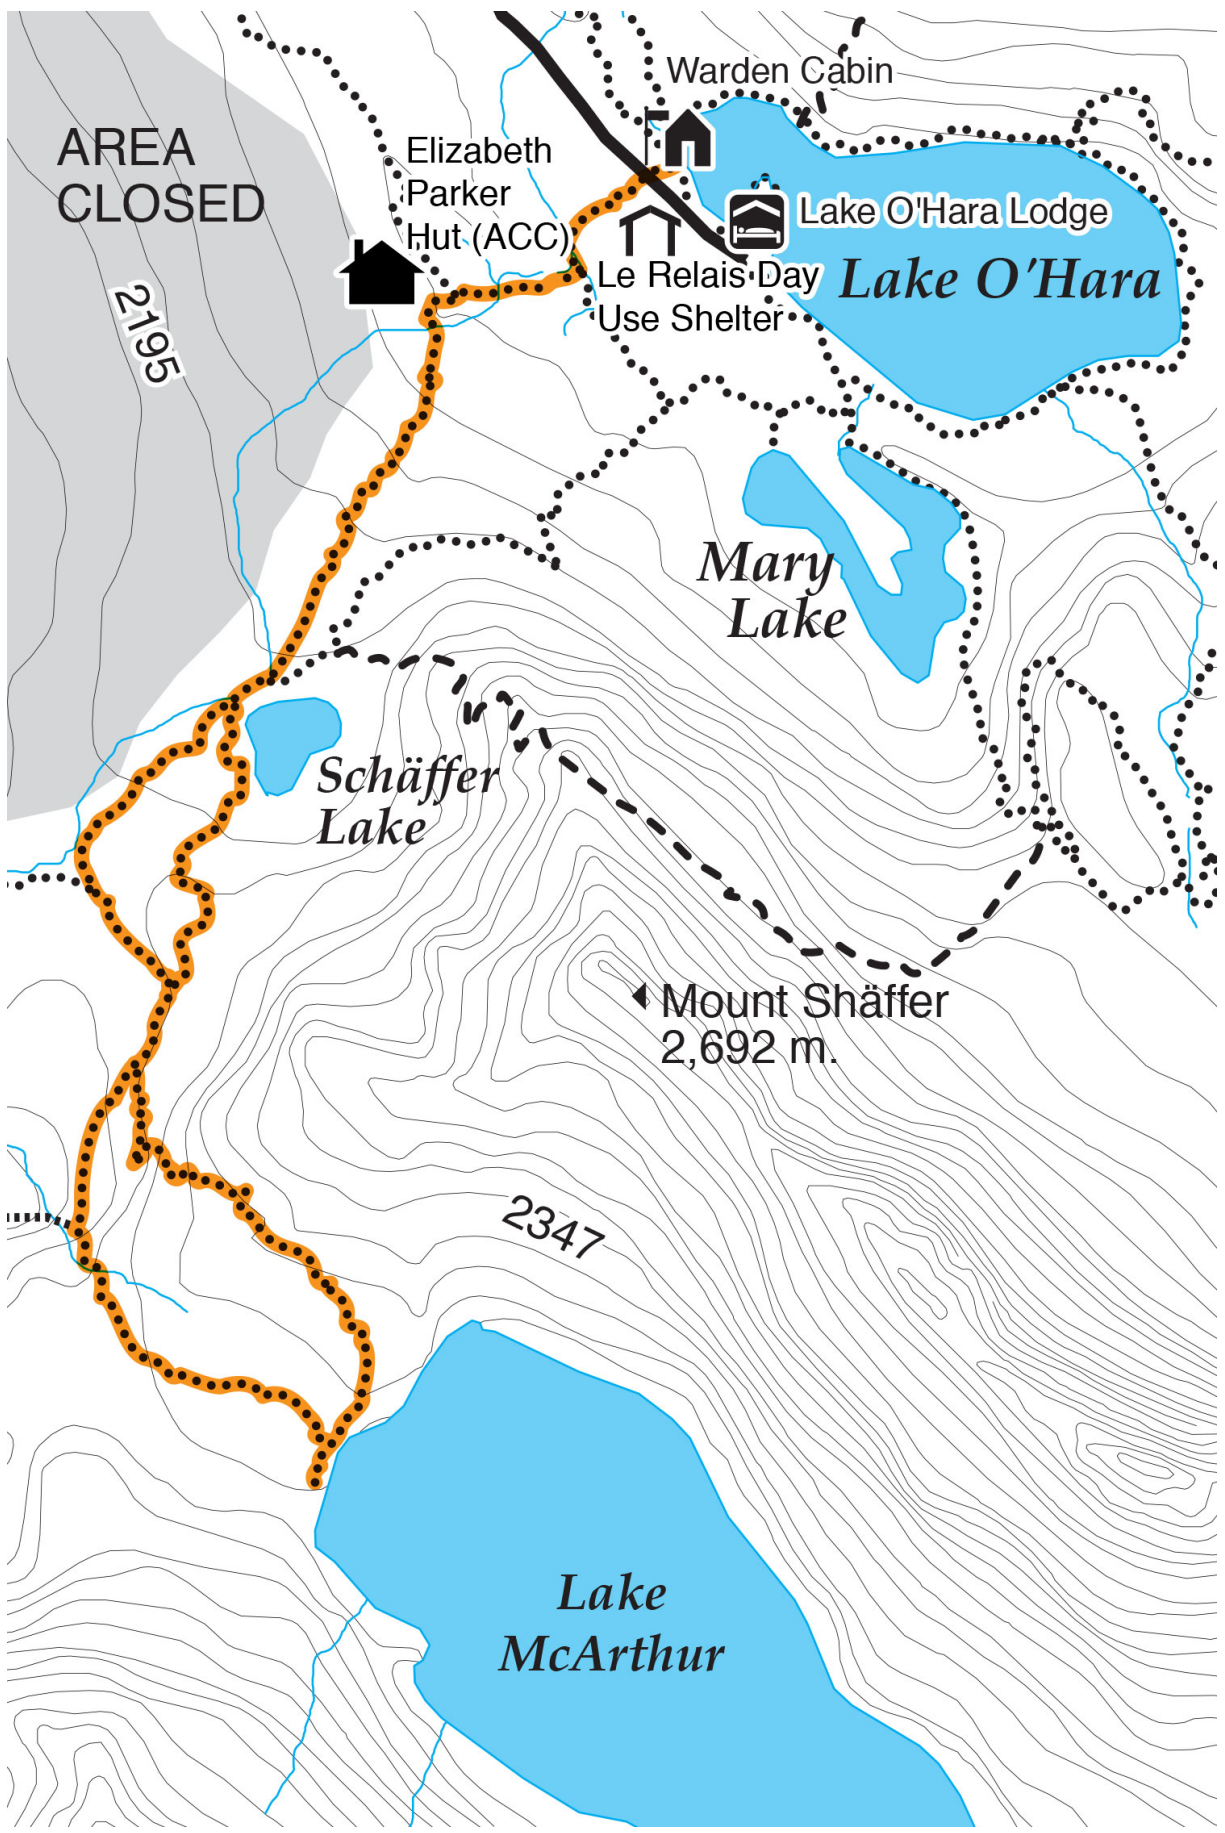 Warden Cabin
AREA
CLOSED
Elizabeth
Parker
Hut (ACC)
Lake O'Hara Lodge
Le Relais Day
Use Shelter
Lake O'Hara
2195
Mary
Lake
Schäffer
Lake
Mount Shäffer
2,692 m.
2347
Lake
McArthur